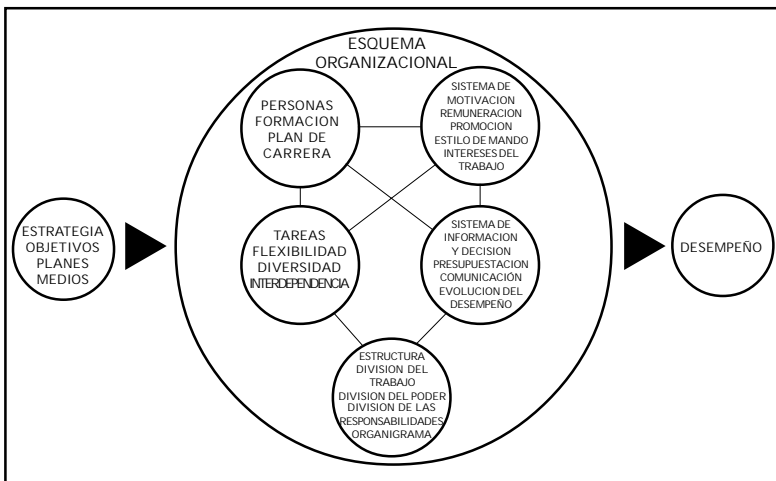 ESQUEMA
ORGANIZACIONAL
PERSONAS
FORMACION
PLAN DE
CARRERA
SISTEMA DE
MOTIVACION
REMUNERACION
PROMOCION
ESTILO DE MANDO
INTERESES DEL
TRABAJO
ESTRATEGIA
OBJETIVOS
PLANES
MEDIOS
TAREAS
FLEXIBILIDAD
DIVERSIDAD
INTERDEPENDENCIA
SISTEMA DE
INFORMACION
Y DECISION
PRESUPUESTACION
COMUNICACIÓN
EVOLUCION DEL
DESEMPEÑO
DESEMPEÑO
ESTRUCTURA
DIVISION DEL
TRABAJO
DIVISION DEL PODER
DIVISION DE LAS
RESPONSABILIDADES
ORGANIGRAMA